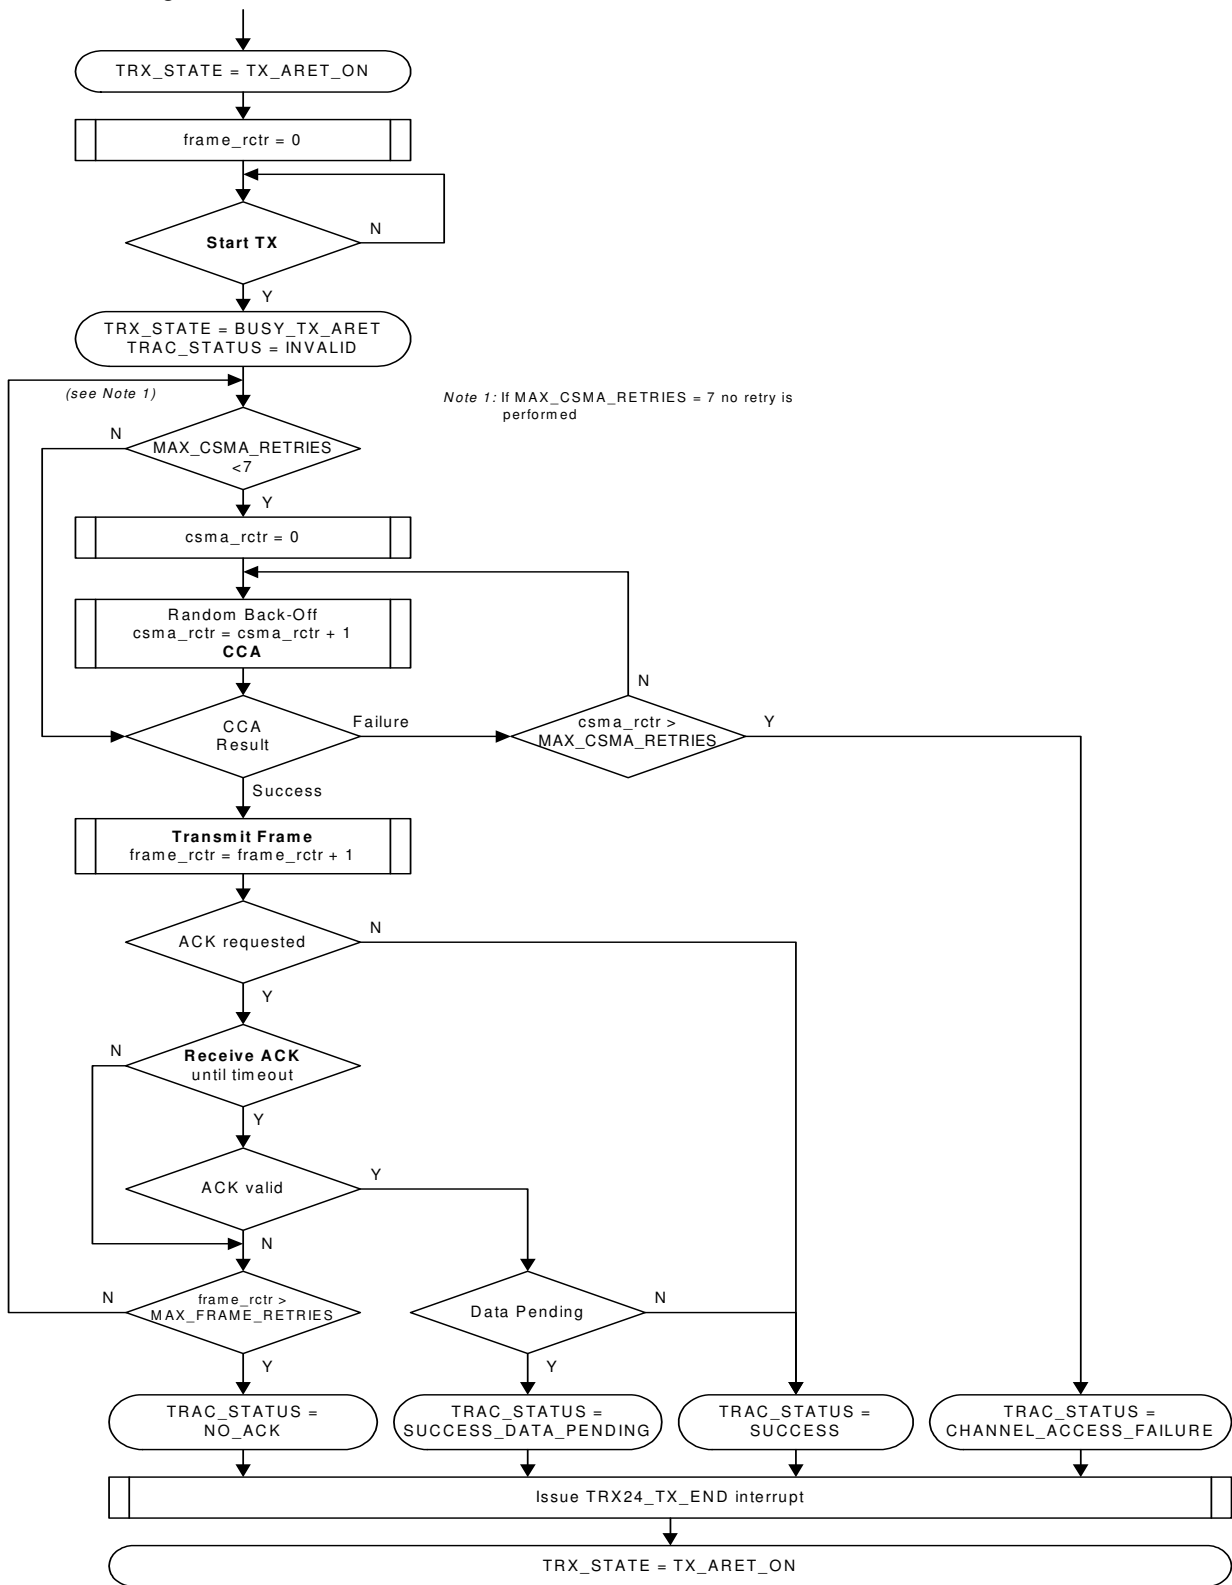 TRX_STATE = TX_ARET_ON
frame_rctr = 0
N
Start TX
Y
TRX_STATE = BUSY_TX_ARET
TRAC_STATUS = INVALID
(see Note 1)
Note 1: If MAX_CSMA_RETRIES = 7 no retry is
performed
N
MAX_CSMA_RETRIES
<7
Y
csma_rctr = 0
Random Back-Off
csma_rctr = csma_rctr + 1
CCA
N
CCA
Result
Failure
csma_rctr >
MAX_CSMA_RETRIES
Y
Success
Transmit Frame
frame_rctr = frame_rctr + 1
ACK requested
N
Y
N
Receive ACK
until timeout
Y
ACK valid
Y
N
N
frame_rctr >
MAX_FRAME_RETRIES
Data Pending
N
Y
Y
TRAC_STATUS =
NO_ACK
TRAC_STATUS =
SUCCESS_DATA_PENDING
TRAC_STATUS =
SUCCESS
TRAC_STATUS =
CHANNEL_ACCESS_FAILURE
Issue TRX24_TX_END interrupt
TRX_STATE = TX_ARET_ON